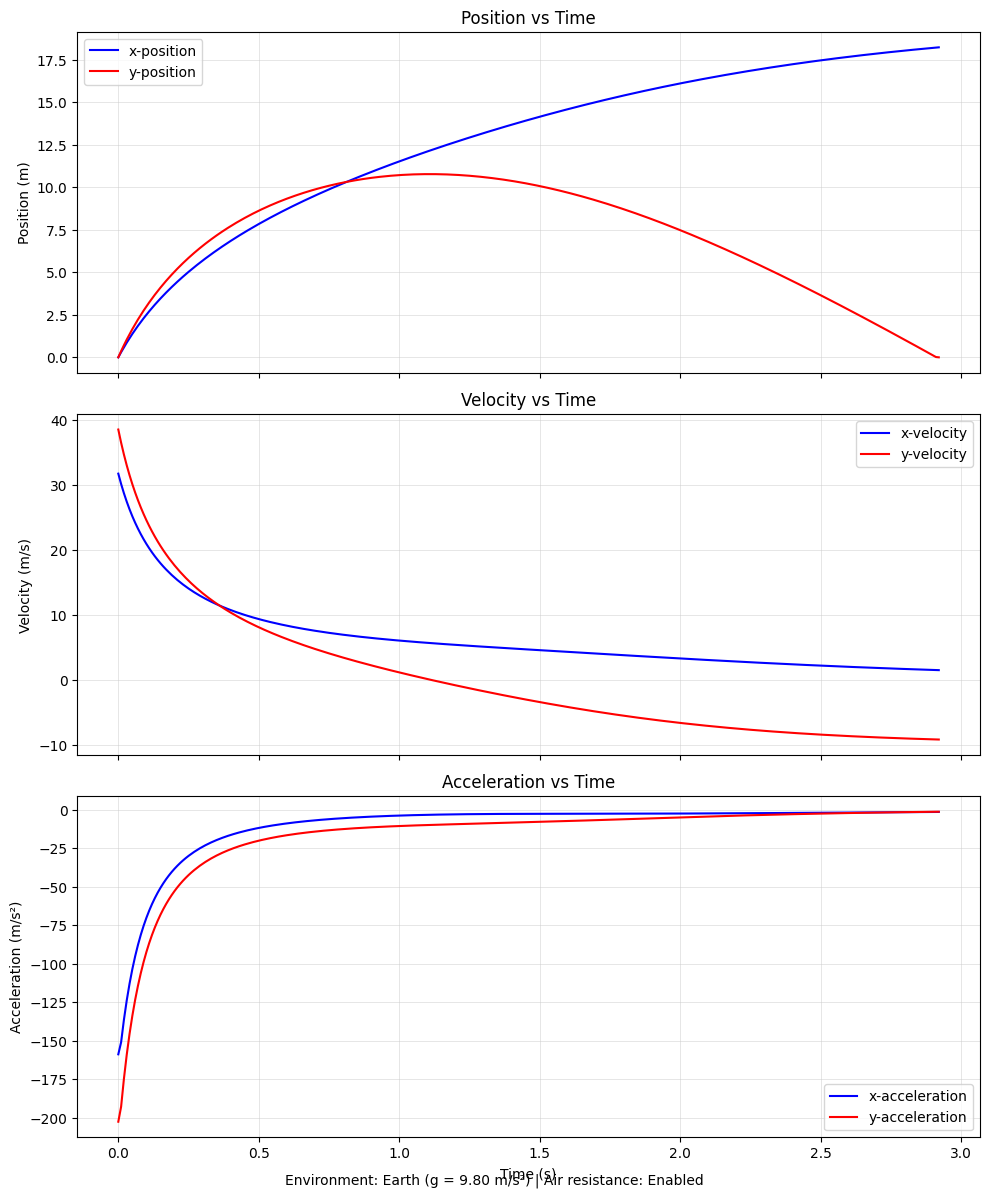 Position vs Time
x-position
y-position
17.5
15.0
12.5
10.0
7.5
5.0
2.5
0.0
Position (m)
Velocity vs Time
x-velocity
y-velocity
40
30
20
10
0
−10
Velocity (m/s)
Acceleration vs Time
0
−25
−50
−75
−100
−125
−150
−175
−200
Acceleration (m/s²)
x-acceleration
y-acceleration
0.0 0.5 1.0 1.5 2.0 2.5 3.0
Time (s)
Environment: Earth (g = 9.80 m/s²) | Air resistance: Enabled